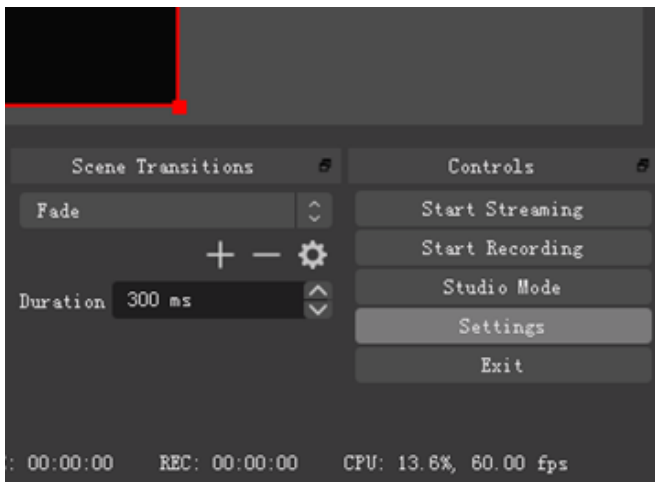 Scene Transitions
Fade
Duration 300 ms
Controls
Start Streaming
Start Recording
Studio Mode
Settings
Exit
: 00:00:00 REC: 00:00:00 CPU: 13.6%, 60.00 fps